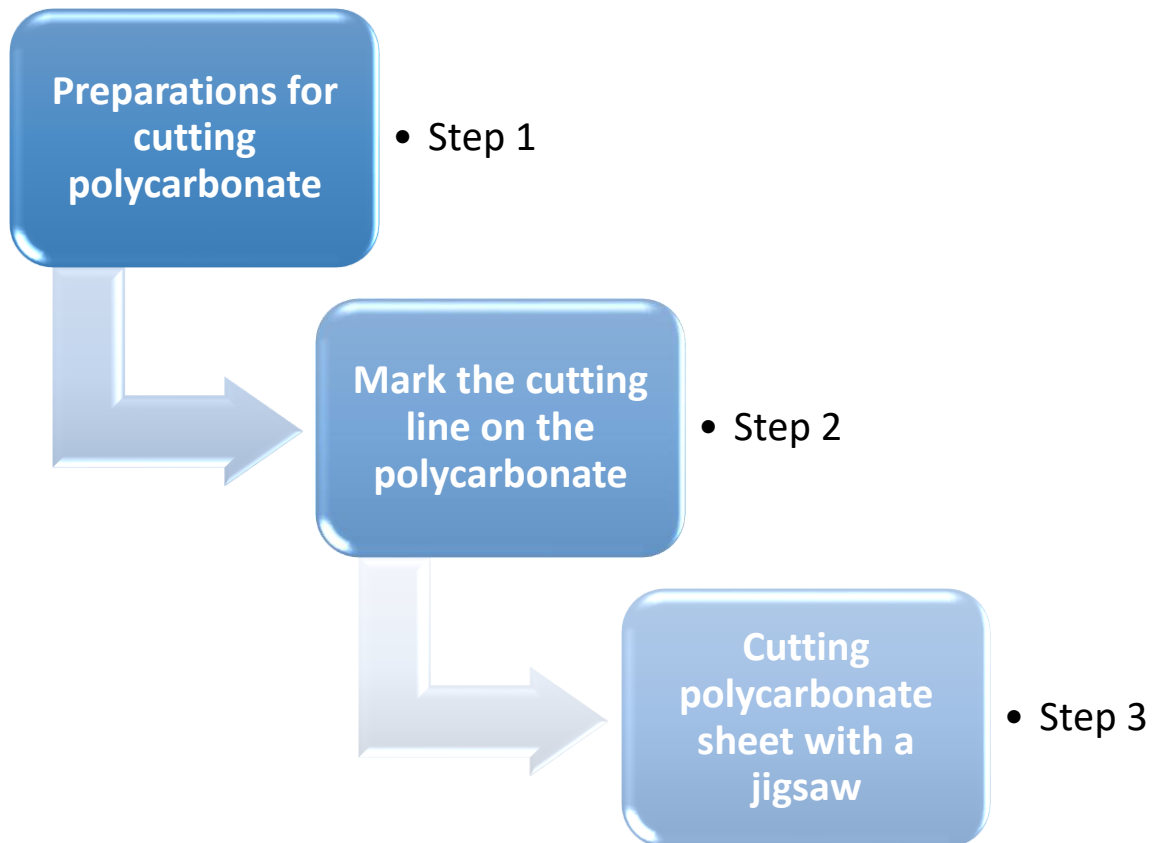 Preparations for
cutting
polycarbonate
• Step 1
Mark the cutting
line on the
polycarbonate
• Step 2
Cutting
polycarbonate
sheet with a
jigsaw
• Step 3